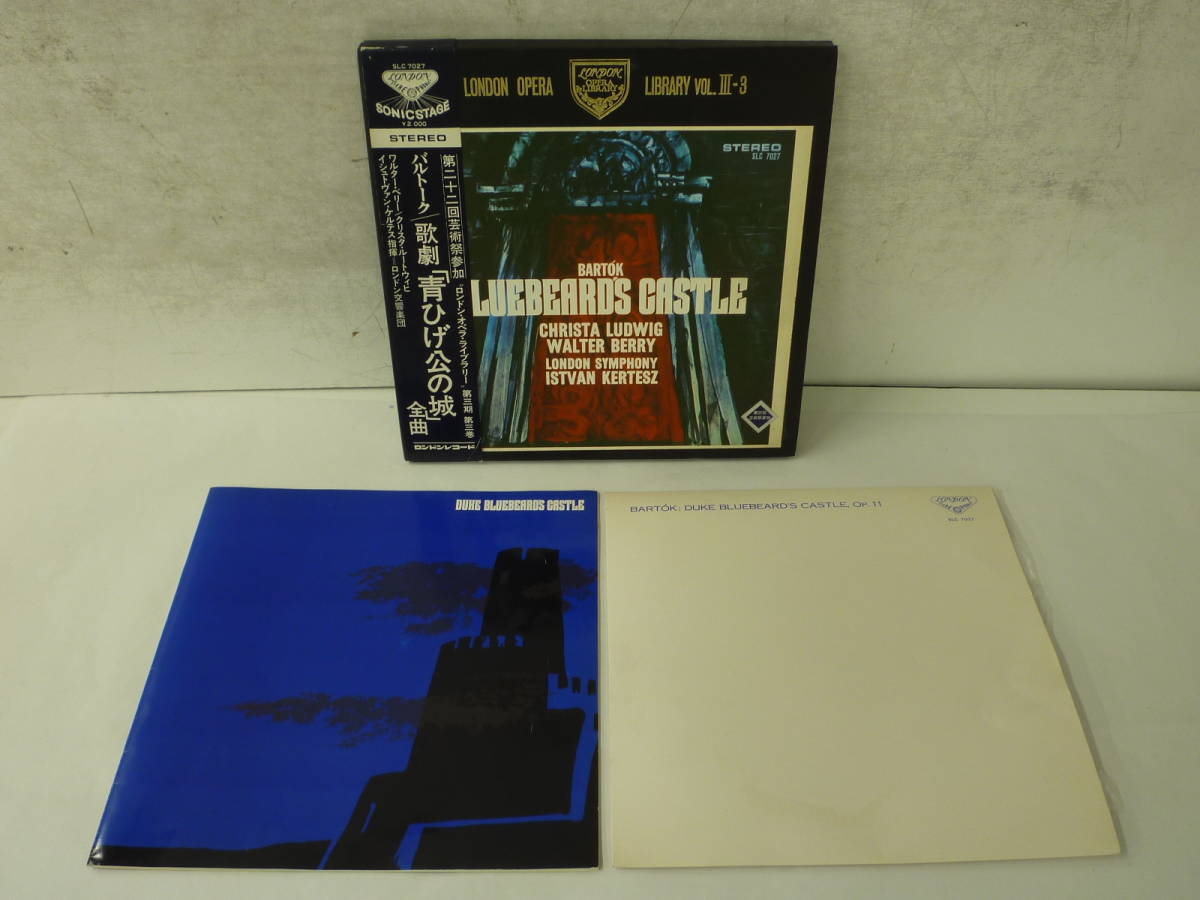 SLC 7027
LONDON
SONICSTAGE
¥2,000
STEREO
第二十二回芸術祭参加 "ロンドン・オペラ・ライブラリー" 第三期 第三巻
バルトーク/歌劇「青ひげ公の城」全曲
ワルター・ベリー/クリスタ・ルートウィヒ
イシュトヴァン・ケルテス指揮=ロンドン交響楽団
ロンドンレコード
LONDON OPERA
LONDON
OPERA
LIBRARY
LIBRARY VOL. III-3
STEREO
SLC 7027
BARTÓK
LUEBEARD'S CASTLE
CHRISTA LUDWIG
WALTER BERRY
LONDON SYMPHONY
ISTVAN KERTESZ
DUKE BLUEBEARD'S CASTLE
BARTÓK: DUKE BLUEBEARD'S CASTLE, OP. 11
LONDON
SLC 7027